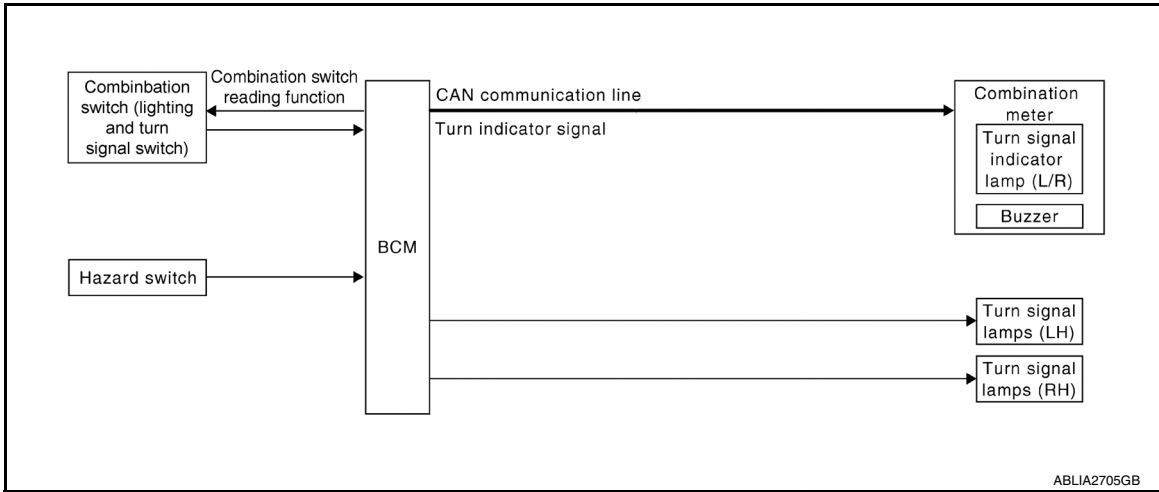 Combinbation
switch (lighting
and turn
signal switch)
Combination switch
reading function
CAN communication line
Turn indicator signal
Combination
meter
Turn signal
indicator
lamp (L/R)
Buzzer
BCM
Hazard switch
Turn signal
lamps (LH)
Turn signal
lamps (RH)
ABLIA2705GB